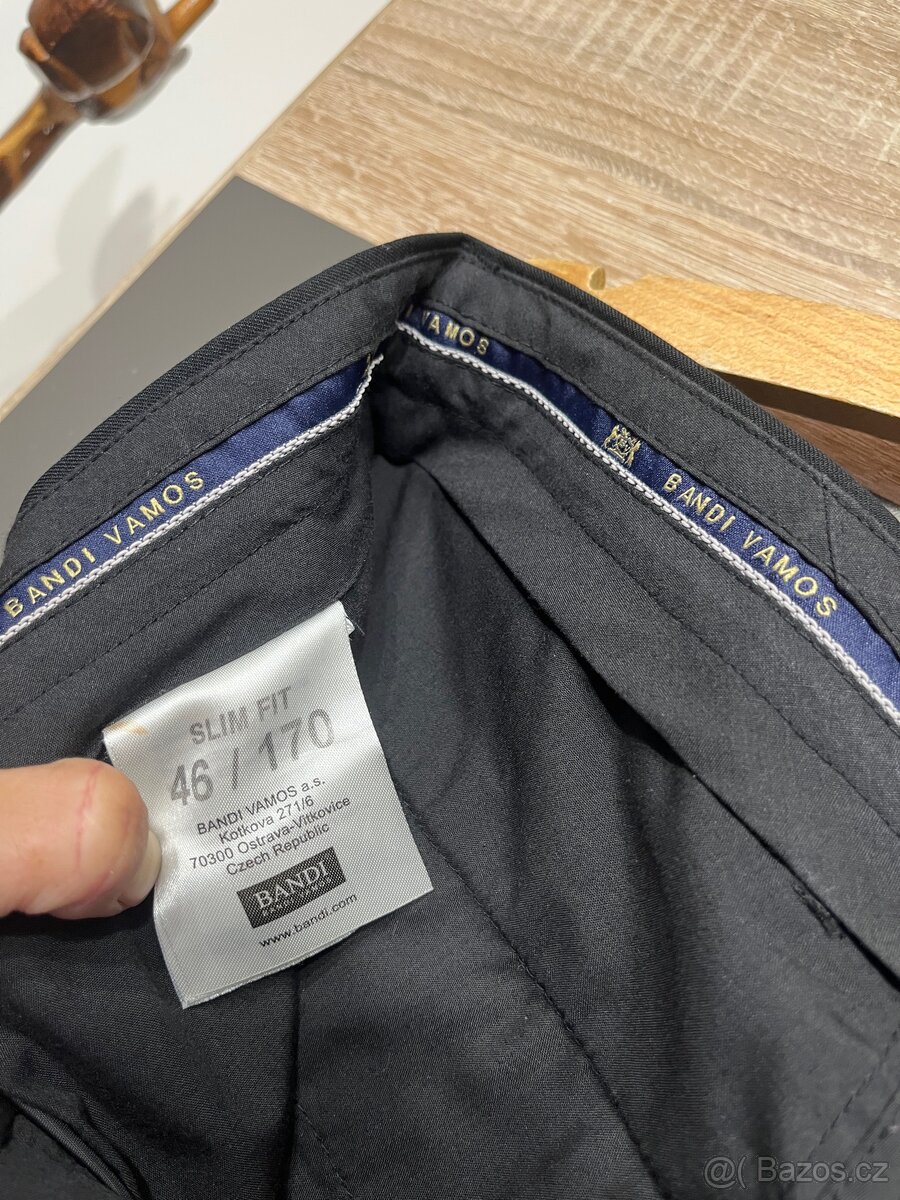 VAMOS
BANDI VAMOS
BANDI VAMOS
SLIM FIT
46 / 170
BANDI VAMOS a.s.
Kotkova 271/6
70300 Ostrava-Vítkovice
Czech Republic
BANDI
www.bandi.com
@( Bazos.cz